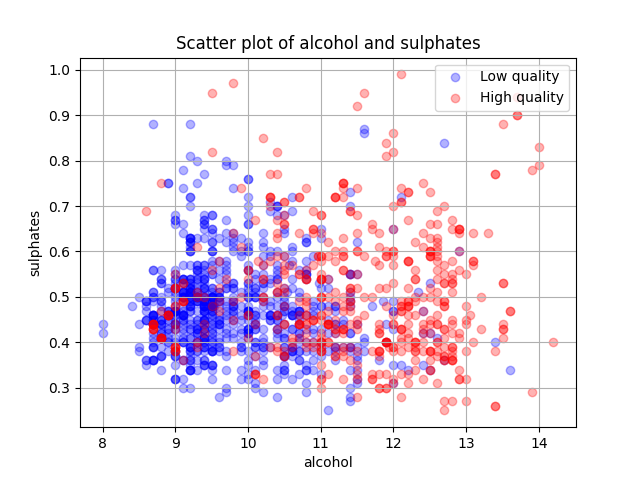 Scatter plot of alcohol and sulphates
Low quality
High quality
1.0
0.9
0.8
0.7
0.6
0.5
0.4
0.3
sulphates
8 9 10 11 12 13 14
alcohol